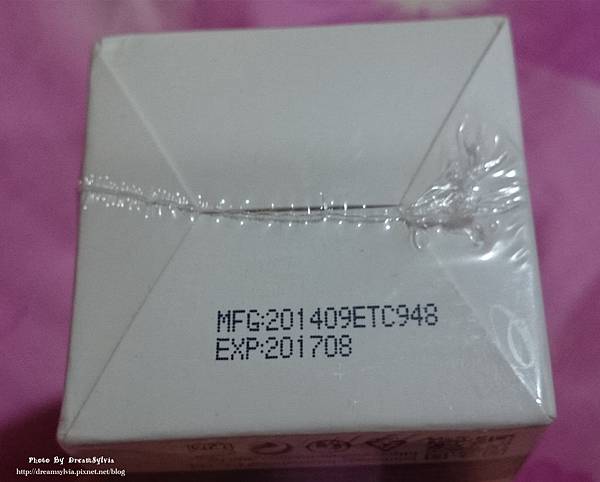 MFG:201409ETC948
EXP:201708
Photo By DreamSylvia
http://dreamsylvia.pixnet.net/blog